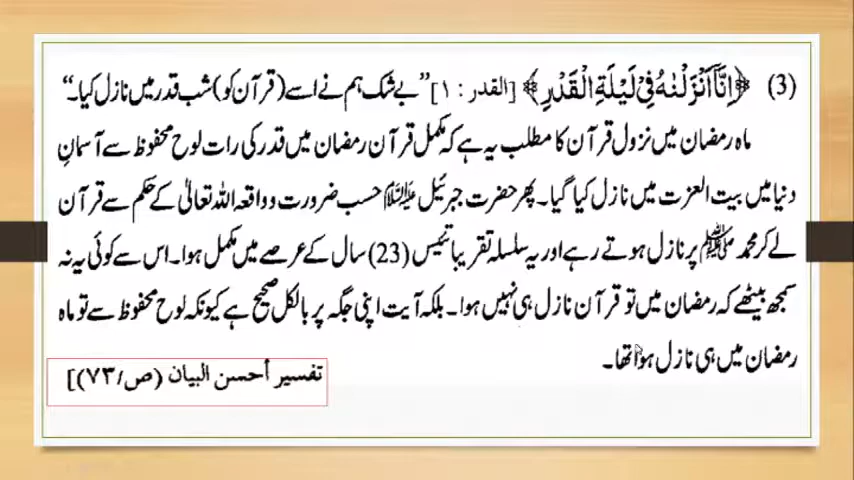 (3) ﴿اِنَّاۤ اَنْزَلْنٰهُ فِیْ لَیْلَةِ الْقَدْرِ﴾ [القدر : ۱] ”بے شک ہم نے اسے (قرآن کو) شب قدر میں نازل کیا۔“
ماہ رمضان میں نزول قرآن کا مطلب یہ ہے کہ مکمل قرآن رمضان میں قدر کی رات لوح محفوظ سے آسمانِ
دنیا میں بیت العزت میں نازل کیا گیا۔ پھر حضرت جبرئیل علیہ السلام حسب ضرورت و واقعہ اللہ تعالیٰ کے حکم سے قرآن
لے کر محمد ﷺ پر نازل ہوتے رہے اور یہ سلسلہ تقریبا تئیس (23) سال کے عرصے میں مکمل ہوا۔ اس سے کوئی یہ نہ
سمجھ بیٹھے کہ رمضان میں تو قرآن نازل ہی نہیں ہوا۔ بلکہ آیت اپنی جگہ پر بالکل صحیح ہے کیونکہ لوح محفوظ سے تو ماہ
رمضان میں ہی نازل ہوا تھا۔
تفسير أحسن البيان (ص/۷۳)]